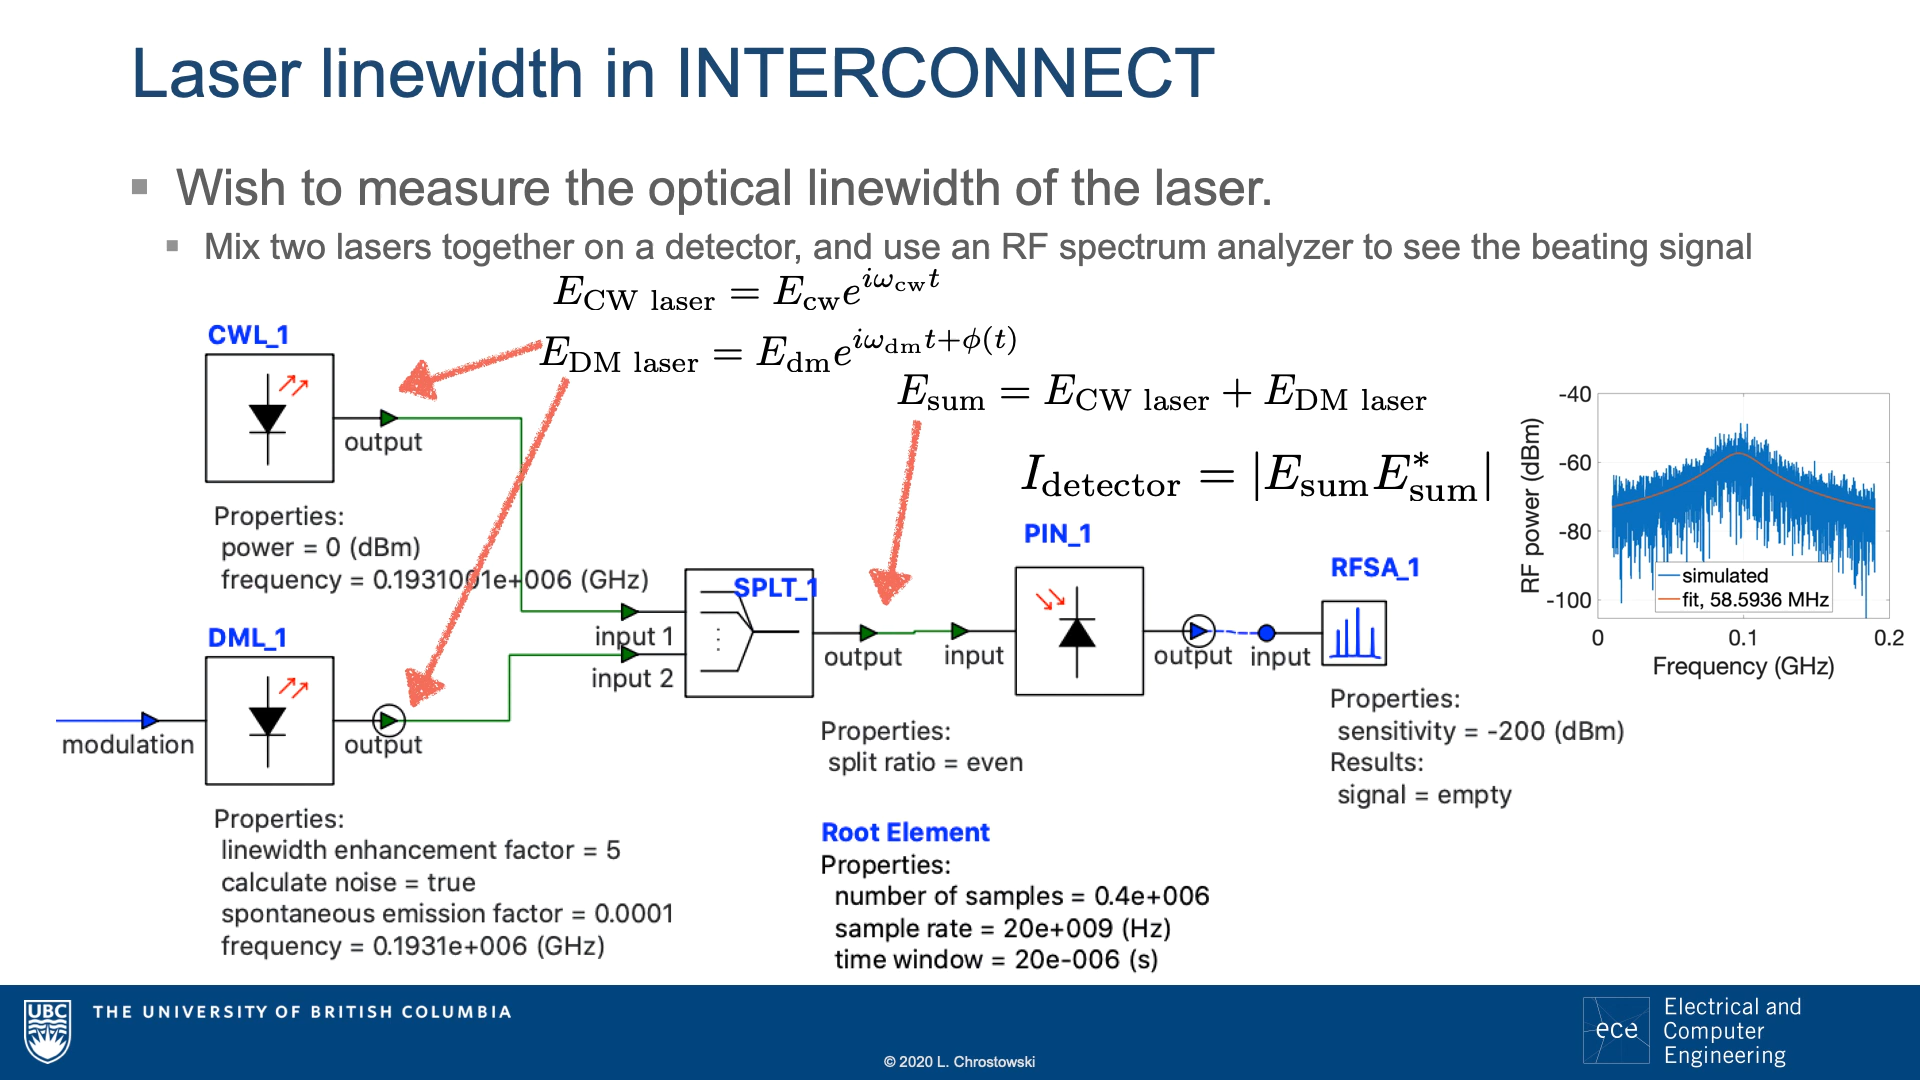 Laser linewidth in INTERCONNECT
Wish to measure the optical linewidth of the laser.
Mix two lasers together on a detector, and use an RF spectrum analyzer to see the beating signal
E_CW laser = E_cw e^{iω_cw t}
E_DM laser = E_dm e^{iω_dm t+ϕ(t)}
E_sum = E_CW laser + E_DM laser
I_detector = |E_sum E*_sum|
CWL_1
output
Properties:
power = 0 (dBm)
frequency = 0.1931001e+006 (GHz)
DML_1
modulation
output
Properties:
linewidth enhancement factor = 5
calculate noise = true
spontaneous emission factor = 0.0001
frequency = 0.1931e+006 (GHz)
SPLT_1
input 1
input 2
output
Properties:
split ratio = even
PIN_1
input
output
RFSA_1
input
Properties:
sensitivity = -200 (dBm)
Results:
signal = empty
Root Element
Properties:
number of samples = 0.4e+006
sample rate = 20e+009 (Hz)
time window = 20e-006 (s)
RF power (dBm)
-40
-60
-80
-100
simulated
fit, 58.5936 MHz
0
0.1
0.2
Frequency (GHz)
UBC
THE UNIVERSITY OF BRITISH COLUMBIA
© 2020 L. Chrostowski
ece
Electrical and
Computer
Engineering